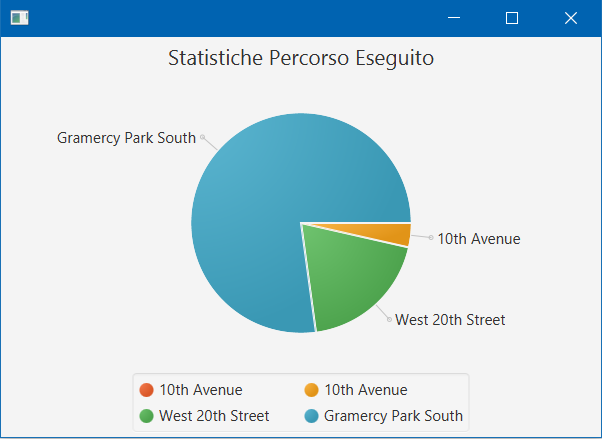 Statistiche Percorso Eseguito
Gramercy Park South
10th Avenue
West 20th Street
10th Avenue
10th Avenue
West 20th Street
Gramercy Park South